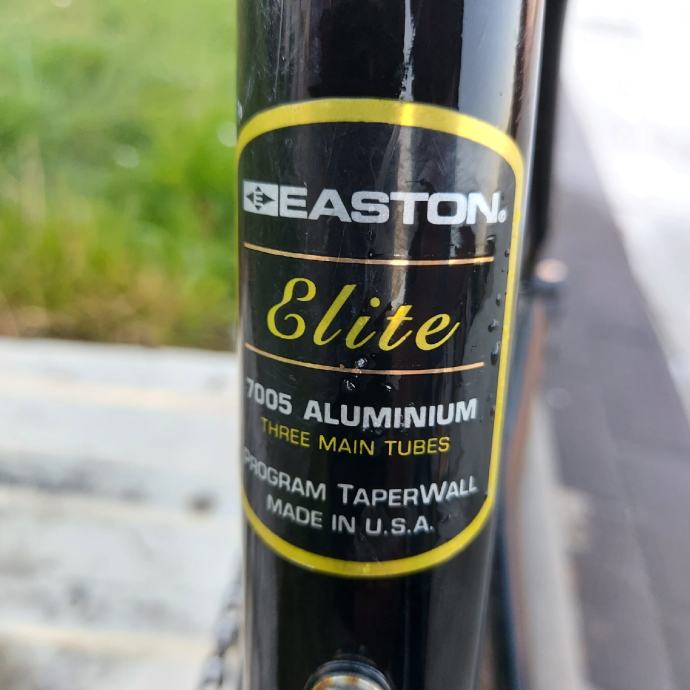 EASTON
Elite
7005 ALUMINIUM
THREE MAIN TUBES
PROGRAM TAPERWALL
MADE IN U.S.A.